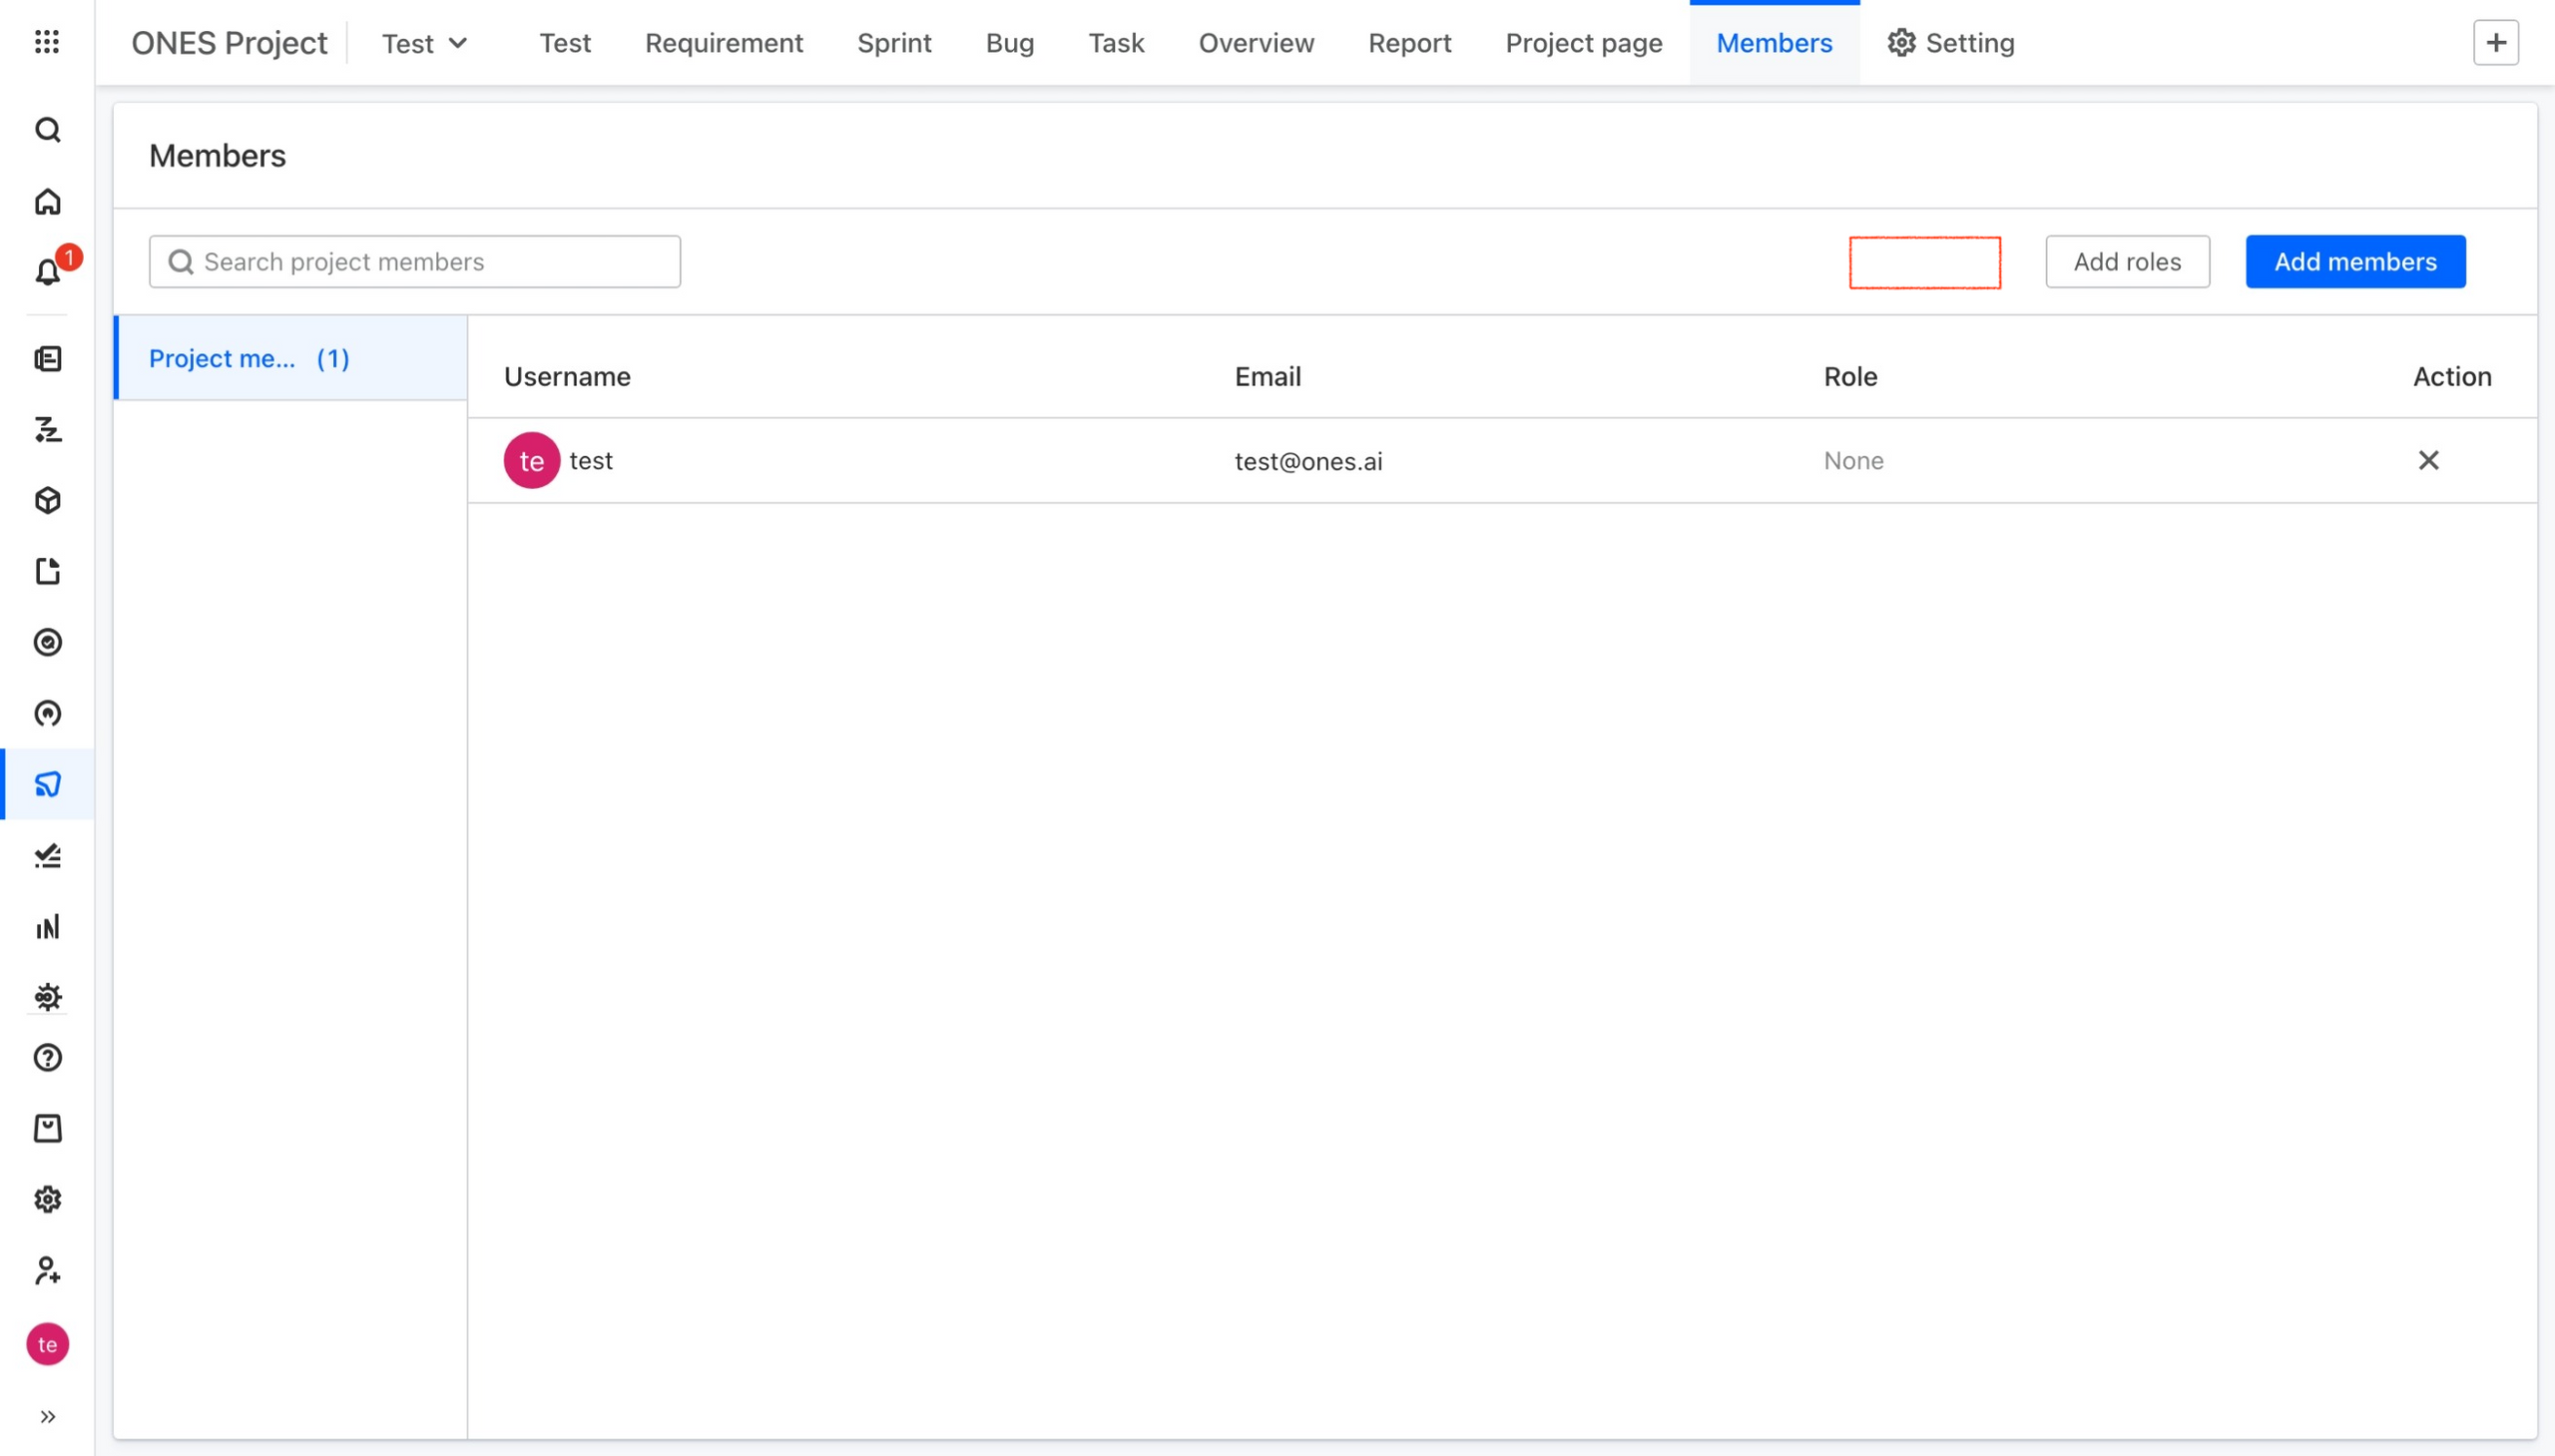 ONES Project Test Test Requirement Sprint Bug Task Overview Report Project page Members Setting
Members
1
Search project members Add roles Add members
Project me... (1)
Username Email Role Action
te test test@ones.ai None
te